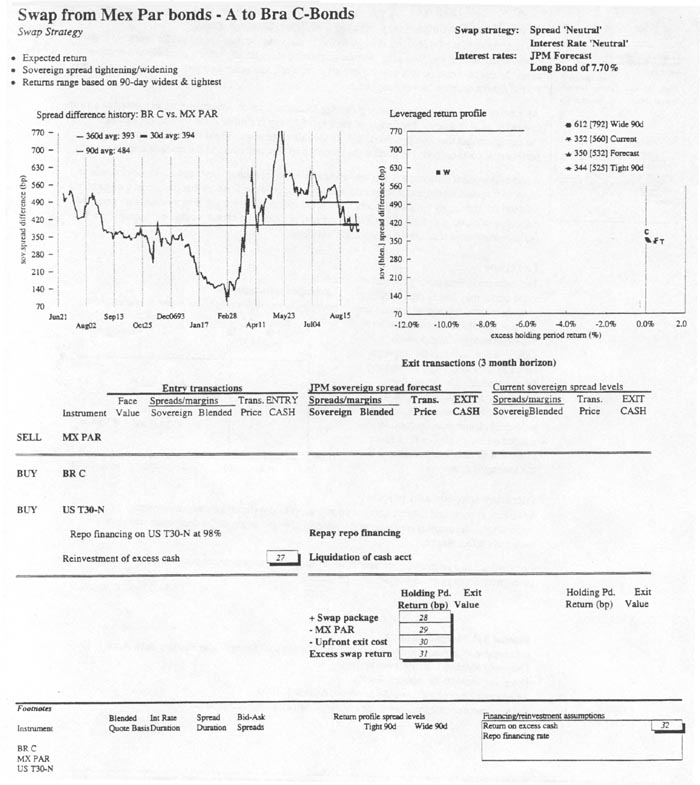 Swap from Mex Par bonds - A to Bra C-Bonds
Swap Strategy
Swap strategy: Spread 'Neutral'
Interest Rate 'Neutral'
Interest rates: JPM Forecast
Long Bond of 7.70%
• Expected return
• Sovereign spread tightening/widening
• Returns range based on 90-day widest & tightest
Spread difference history: BR C vs. MX PAR
360d avg: 393 30d avg: 394
90d avg: 484
sov.spread difference (bp)
770
700
630
560
490
420
350
280
210
140
70
Jun21 Aug02 Sep13 Oct25 Dec0693 Jan17 Feb28 Apr11 May23 Jul04 Aug15
Leveraged return profile
612 [792] Wide 90d
352 [560] Current
350 [532] Forecast
344 [525] Tight 90d
sov.[blen.] spread difference (bp)
770
700
630
560
490
420
350
280
210
140
70
W
C
F T
-12.0% -10.0% -8.0% -6.0% -4.0% -2.0% 0.0% 2.0
excess holding period return (%)
Exit transactions (3 month horizon)
Entry transactions JPM sovereign spread forecast Current sovereign spread levels
Face Spreads/margins Trans. ENTRY Spreads/margins Trans. EXIT Spreads/margins Trans. EXIT
Instrument Value Sovereign Blended Price CASH Sovereign Blended Price CASH SovereigBlended Price CASH
SELL MX PAR
BUY BR C
BUY US T30-N
Repo financing on US T30-N at 98% Repay repo financing
Reinvestment of excess cash 27 Liquidation of cash acct
Holding Pd. Exit Holding Pd. Exit
Return (bp) Value Return (bp) Value
+ Swap package 28
- MX PAR 29
- Upfront exit cost 30
Excess swap return 31
Footnotes
Blended Int Rate Spread Bid-Ask Return profile spread levels Financing/reinvestment assumptions
Instrument Quote Basis Duration Duration Spreads Tight 90d Wide 90d Return on excess cash 32
Repo financing rate
BR C
MX PAR
US T30-N